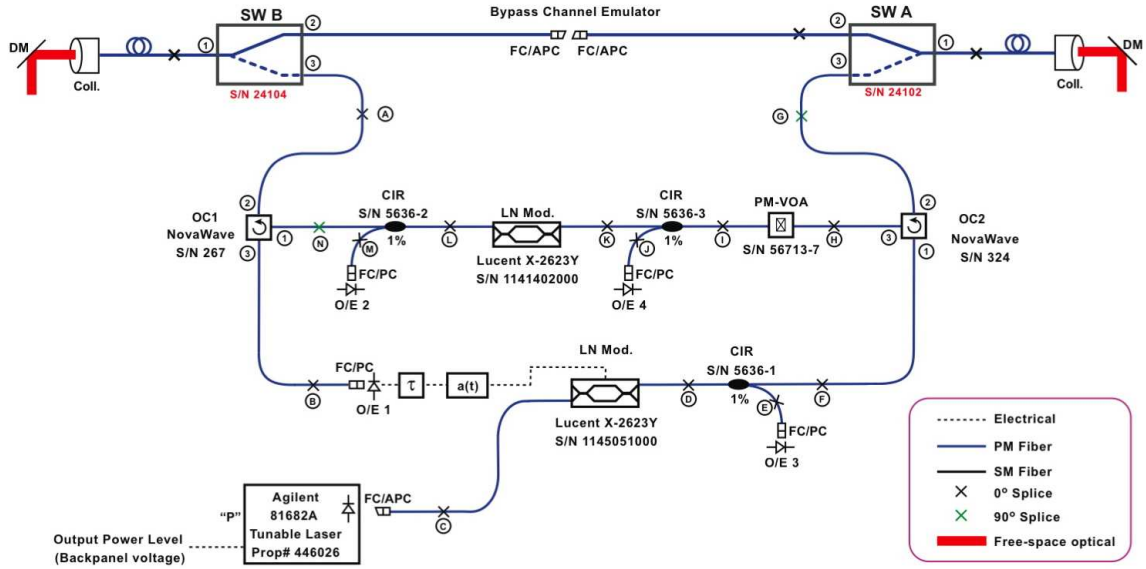 SW B
Bypass Channel Emulator
SW A
DM
Coll.
1
2
3
S/N 24104
FC/APC
FC/APC
2
3
1
S/N 24102
Coll.
DM
A
G
OC1
NovaWave
S/N 267
2
1
3
N
CIR
S/N 5636-2
1%
M
FC/PC
O/E 2
L
LN Mod.
Lucent X-2623Y
S/N 1141402000
K
CIR
S/N 5636-3
1%
J
FC/PC
O/E 4
I
PM-VOA
S/N 56713-7
H
2
3
1
OC2
NovaWave
S/N 324
B
FC/PC
O/E 1
τ
a(t)
LN Mod.
Lucent X-2623Y
S/N 1145051000
D
CIR
S/N 5636-1
1%
E
FC/PC
O/E 3
F
Electrical
PM Fiber
SM Fiber
0° Splice
90° Splice
Free-space optical
"P"
Agilent
81682A
Tunable Laser
Prop# 446026
FC/APC
C
Output Power Level
(Backpanel voltage)